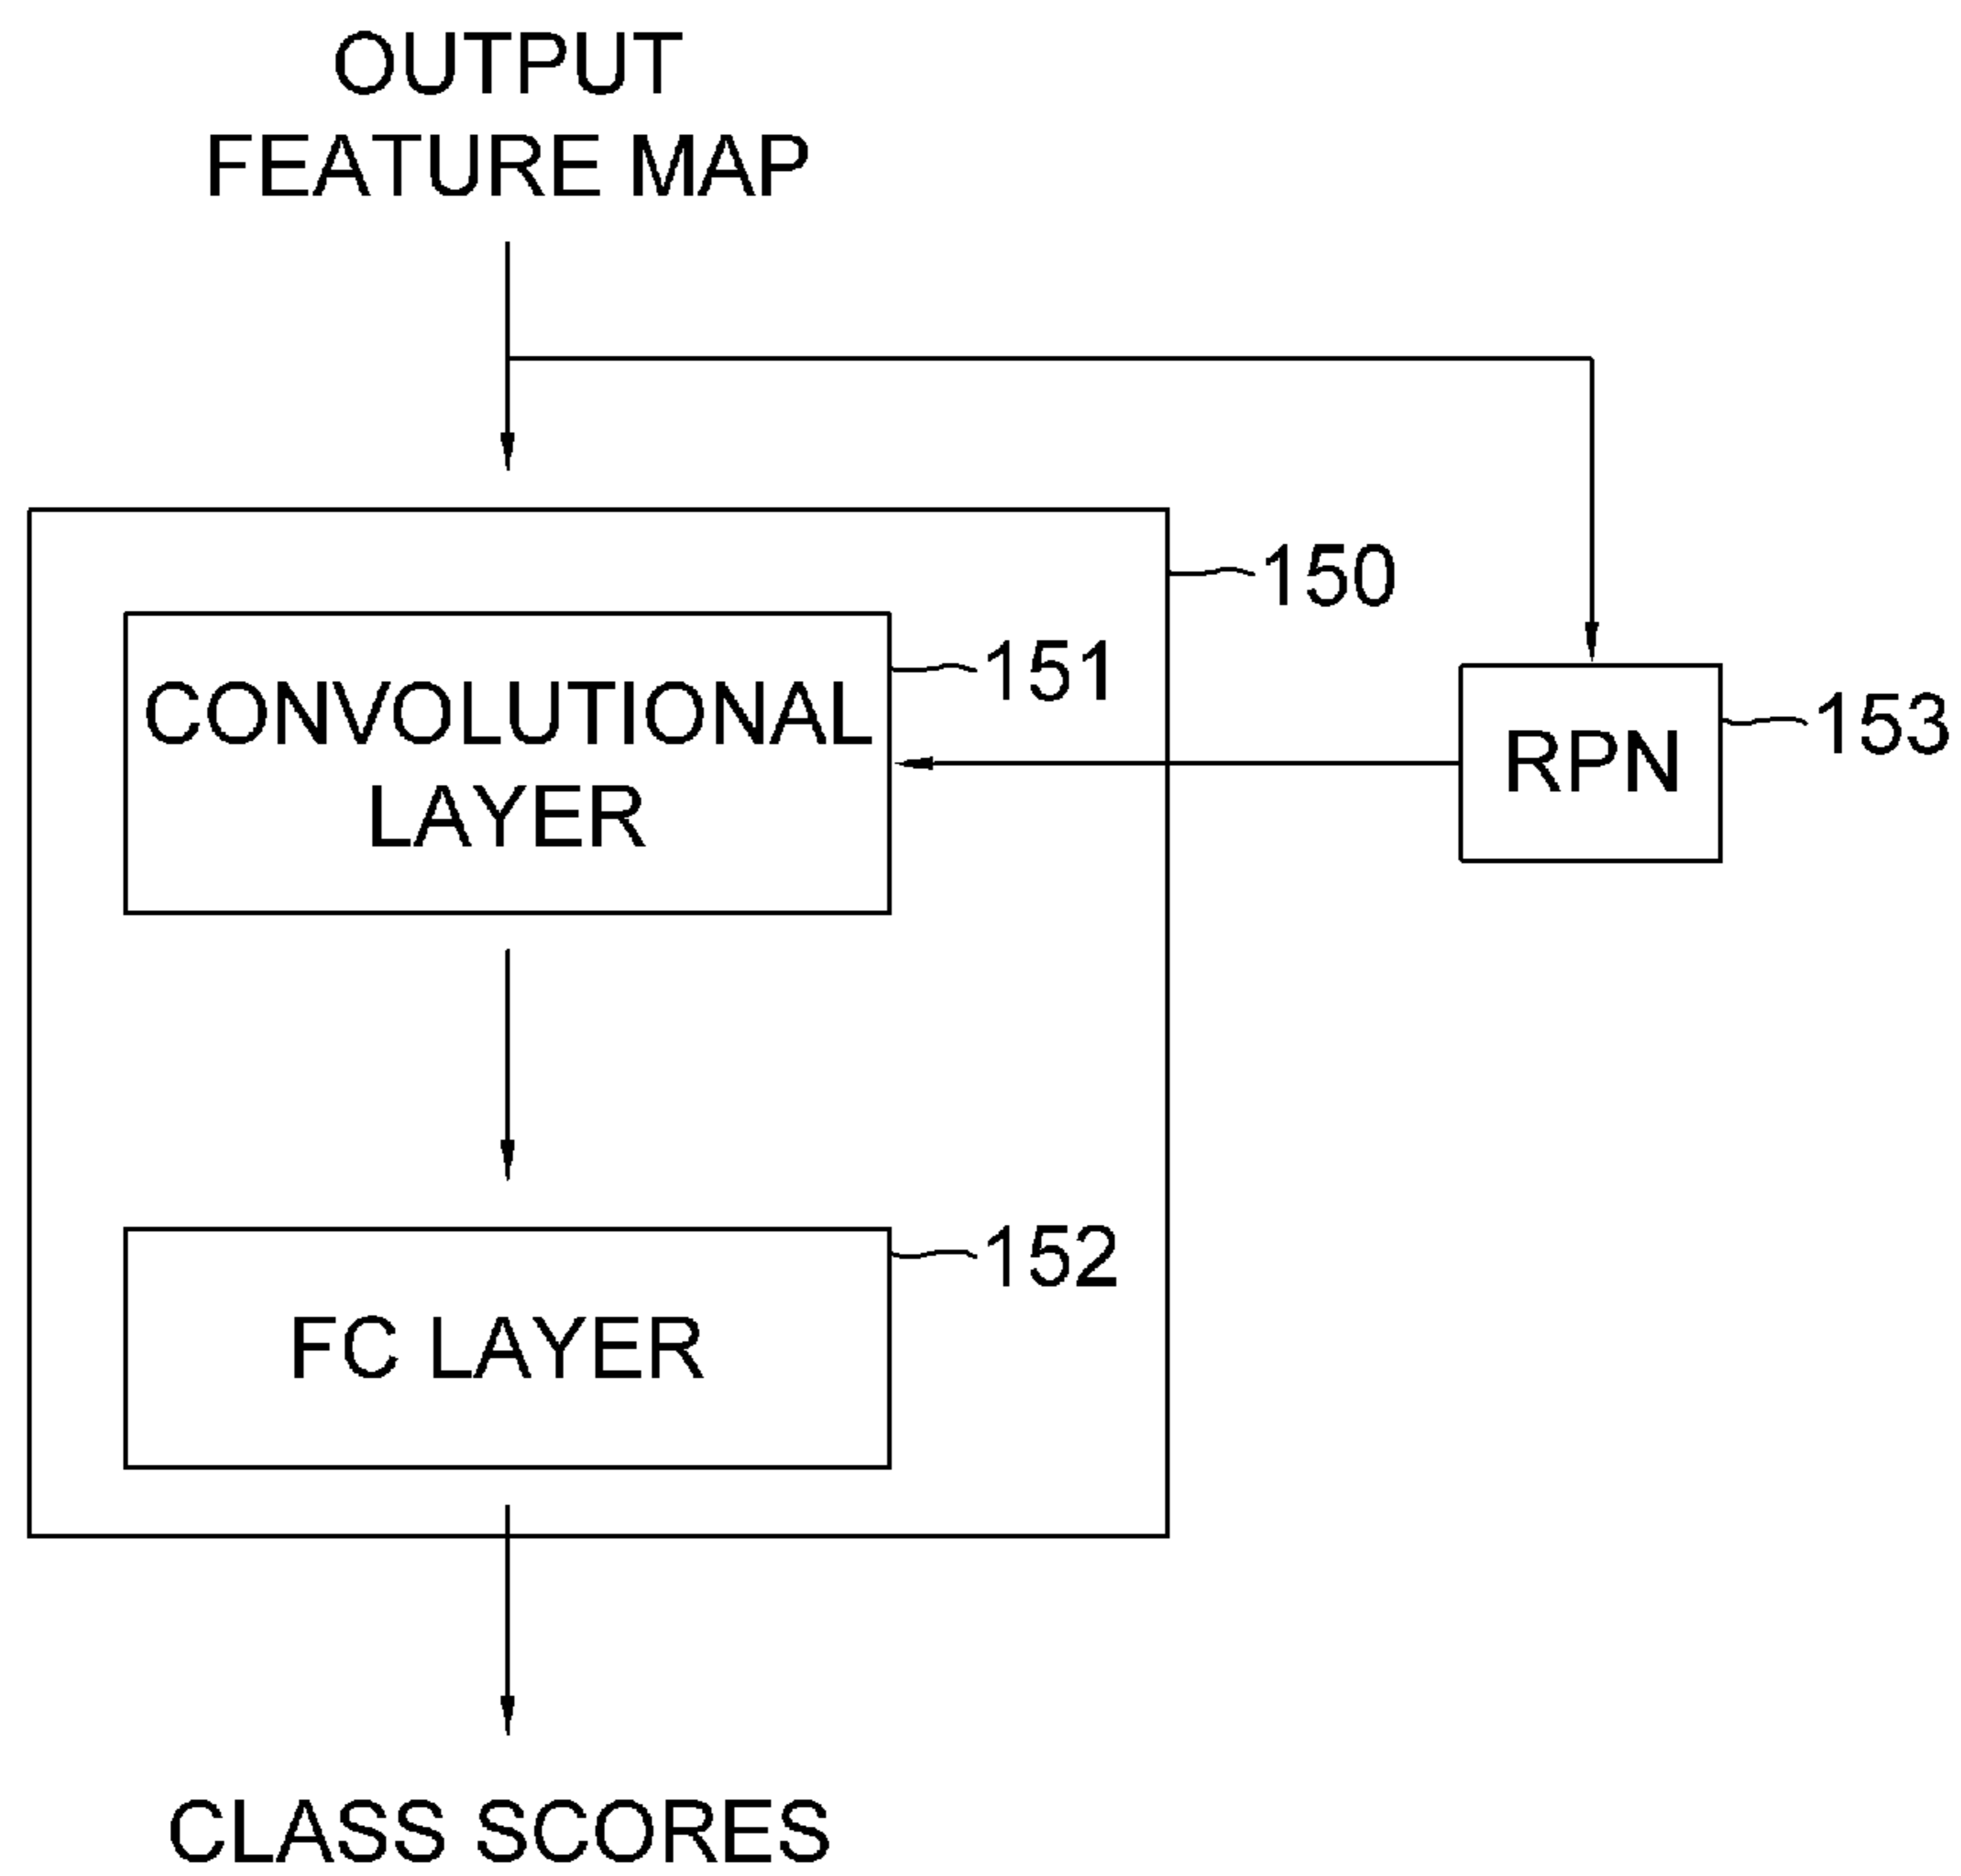 OUTPUT
FEATURE MAP
150
151
CONVOLUTIONAL
LAYER
153
RPN
152
FC LAYER
CLASS SCORES